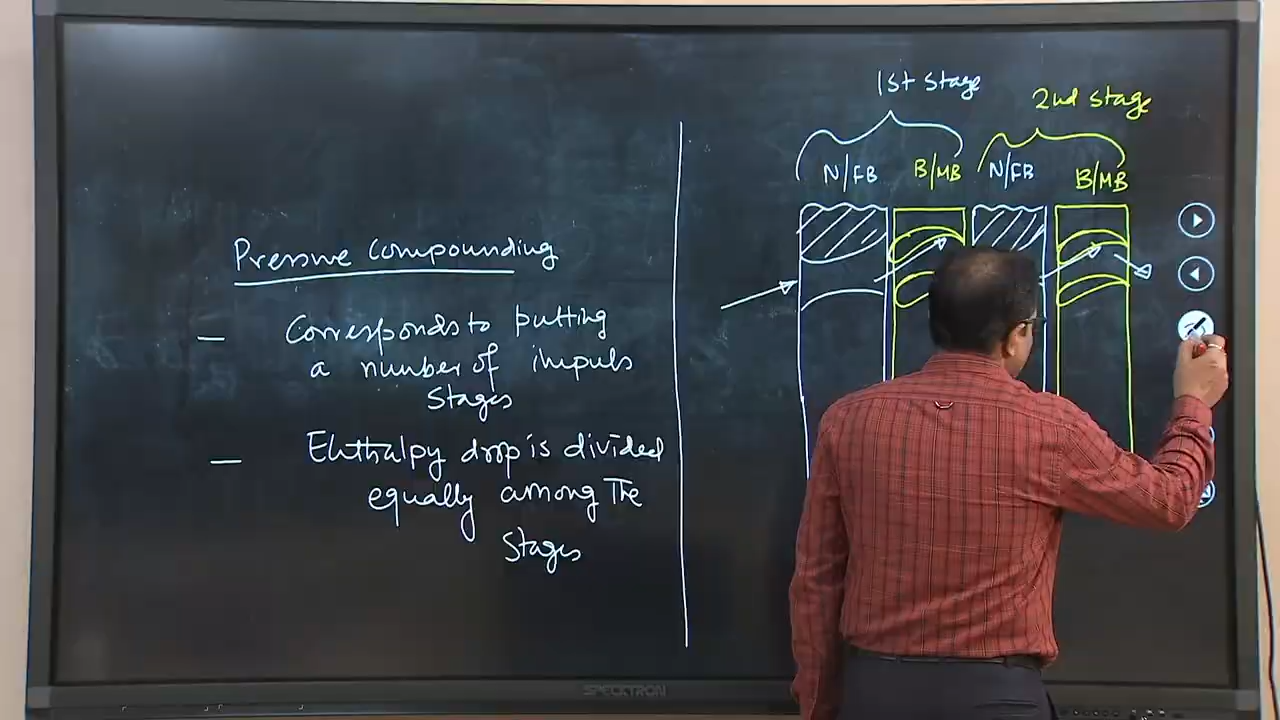 1st Stage
2nd Stage
N/FB B/MB N/FB B/MB
Pressure Compounding
— Corresponds to putting
a number of impuls
Stages
— Enthalpy drop is divided
equally among the
Stages
SPECKTRON